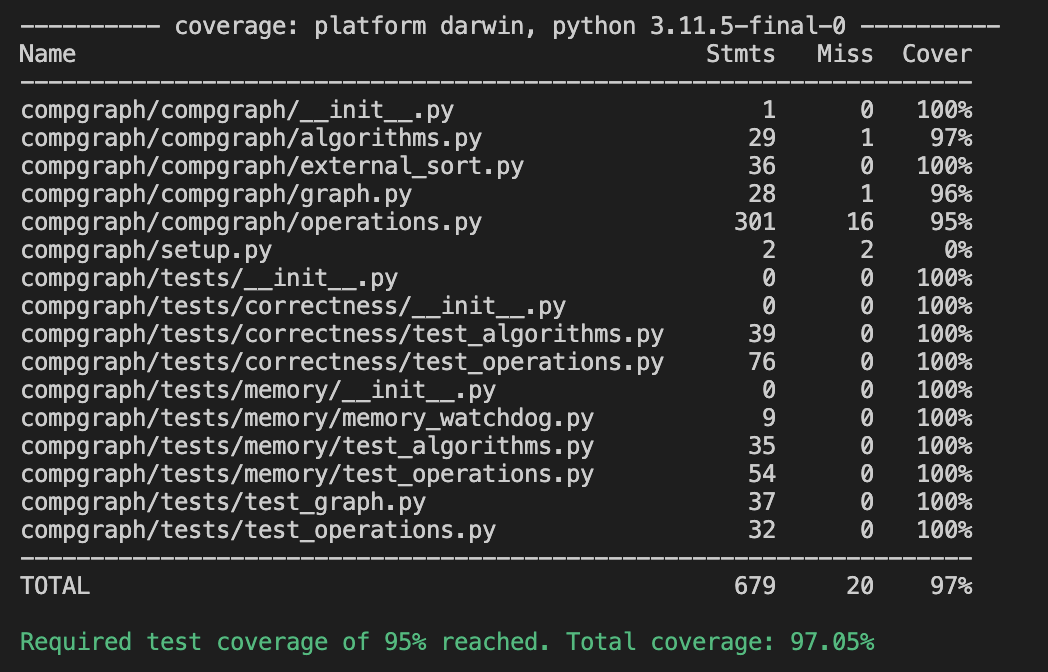 ---------- coverage: platform darwin, python 3.11.5-final-0 ----------
Name                                                Stmts   Miss  Cover
-----------------------------------------------------------------------
compgraph/compgraph/__init__.py                         1      0   100%
compgraph/compgraph/algorithms.py                      29      1    97%
compgraph/compgraph/external_sort.py                   36      0   100%
compgraph/compgraph/graph.py                           28      1    96%
compgraph/compgraph/operations.py                     301     16    95%
compgraph/setup.py                                      2      2     0%
compgraph/tests/__init__.py                             0      0   100%
compgraph/tests/correctness/__init__.py                 0      0   100%
compgraph/tests/correctness/test_algorithms.py         39      0   100%
compgraph/tests/correctness/test_operations.py         76      0   100%
compgraph/tests/memory/__init__.py                      0      0   100%
compgraph/tests/memory/memory_watchdog.py               9      0   100%
compgraph/tests/memory/test_algorithms.py              35      0   100%
compgraph/tests/memory/test_operations.py              54      0   100%
compgraph/tests/test_graph.py                          37      0   100%
compgraph/tests/test_operations.py                     32      0   100%
-----------------------------------------------------------------------
TOTAL                                                 679     20    97%
Required test coverage of 95% reached. Total coverage: 97.05%